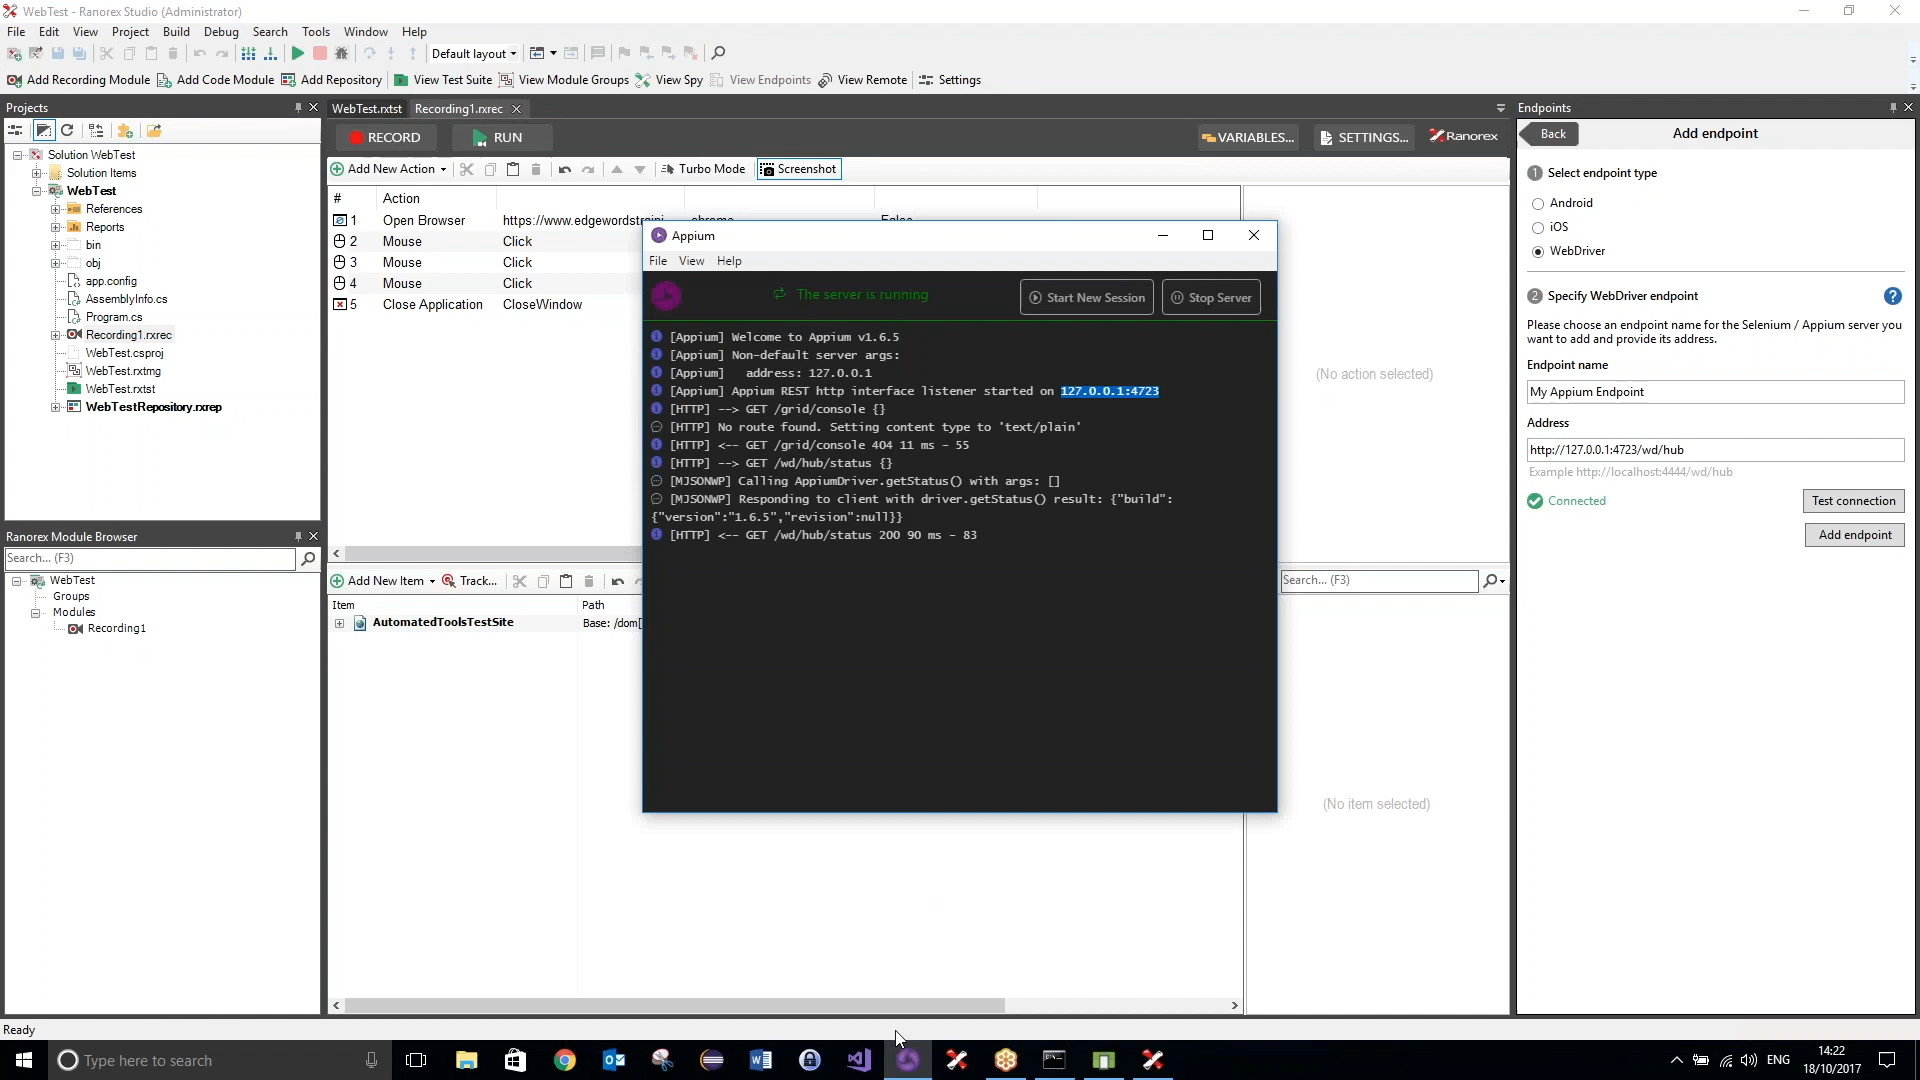 WebTest - Ranorex Studio (Administrator)
File Edit View Project Build Debug Search Tools Window Help
Default layout
Add Recording Module Add Code Module Add Repository View Test Suite View Module Groups View Spy View Endpoints View Remote Settings
Projects
Solution WebTest
Solution Items
WebTest
References
Reports
bin
obj
app.config
AssemblyInfo.cs
Program.cs
Recording1.rxrec
WebTest.csproj
WebTest.rxtmg
WebTest.rxtst
WebTestRepository.rxrep
Ranorex Module Browser
Search... (F3)
WebTest
Groups
Modules
Recording1
WebTest.rxtst Recording1.rxrec
RECORD RUN VARIABLES... SETTINGS... Ranorex
Add New Action Turbo Mode Screenshot
# Action
1 Open Browser https://www.edgewordstraini chrome
2 Mouse Click
3 Mouse Click
4 Mouse Click
5 Close Application CloseWindow
(No action selected)
Add New Item Track...
Search... (F3)
Item Path
AutomatedToolsTestSite Base: /dom[
(No item selected)
Appium
File View Help
The server is running Start New Session Stop Server
[Appium] Welcome to Appium v1.6.5
[Appium] Non-default server args:
[Appium] address: 127.0.0.1
[Appium] Appium REST http interface listener started on 127.0.0.1:4723
[HTTP] --> GET /grid/console {}
[HTTP] No route found. Setting content type to 'text/plain'
[HTTP] <-- GET /grid/console 404 11 ms - 55
[HTTP] --> GET /wd/hub/status {}
[MJSONWP] Calling AppiumDriver.getStatus() with args: []
[MJSONWP] Responding to client with driver.getStatus() result: {"build":
{"version":"1.6.5","revision":null}}
[HTTP] <-- GET /wd/hub/status 200 90 ms - 83
Endpoints
Back Add endpoint
1 Select endpoint type
Android
iOS
WebDriver
2 Specify WebDriver endpoint ?
Please choose an endpoint name for the Selenium / Appium server you
want to add and provide its address.
Endpoint name
My Appium Endpoint
Address
http://127.0.0.1:4723/wd/hub
Example http://localhost:4444/wd/hub
Connected Test connection
Add endpoint
Ready
Type here to search
ENG
14:22
18/10/2017